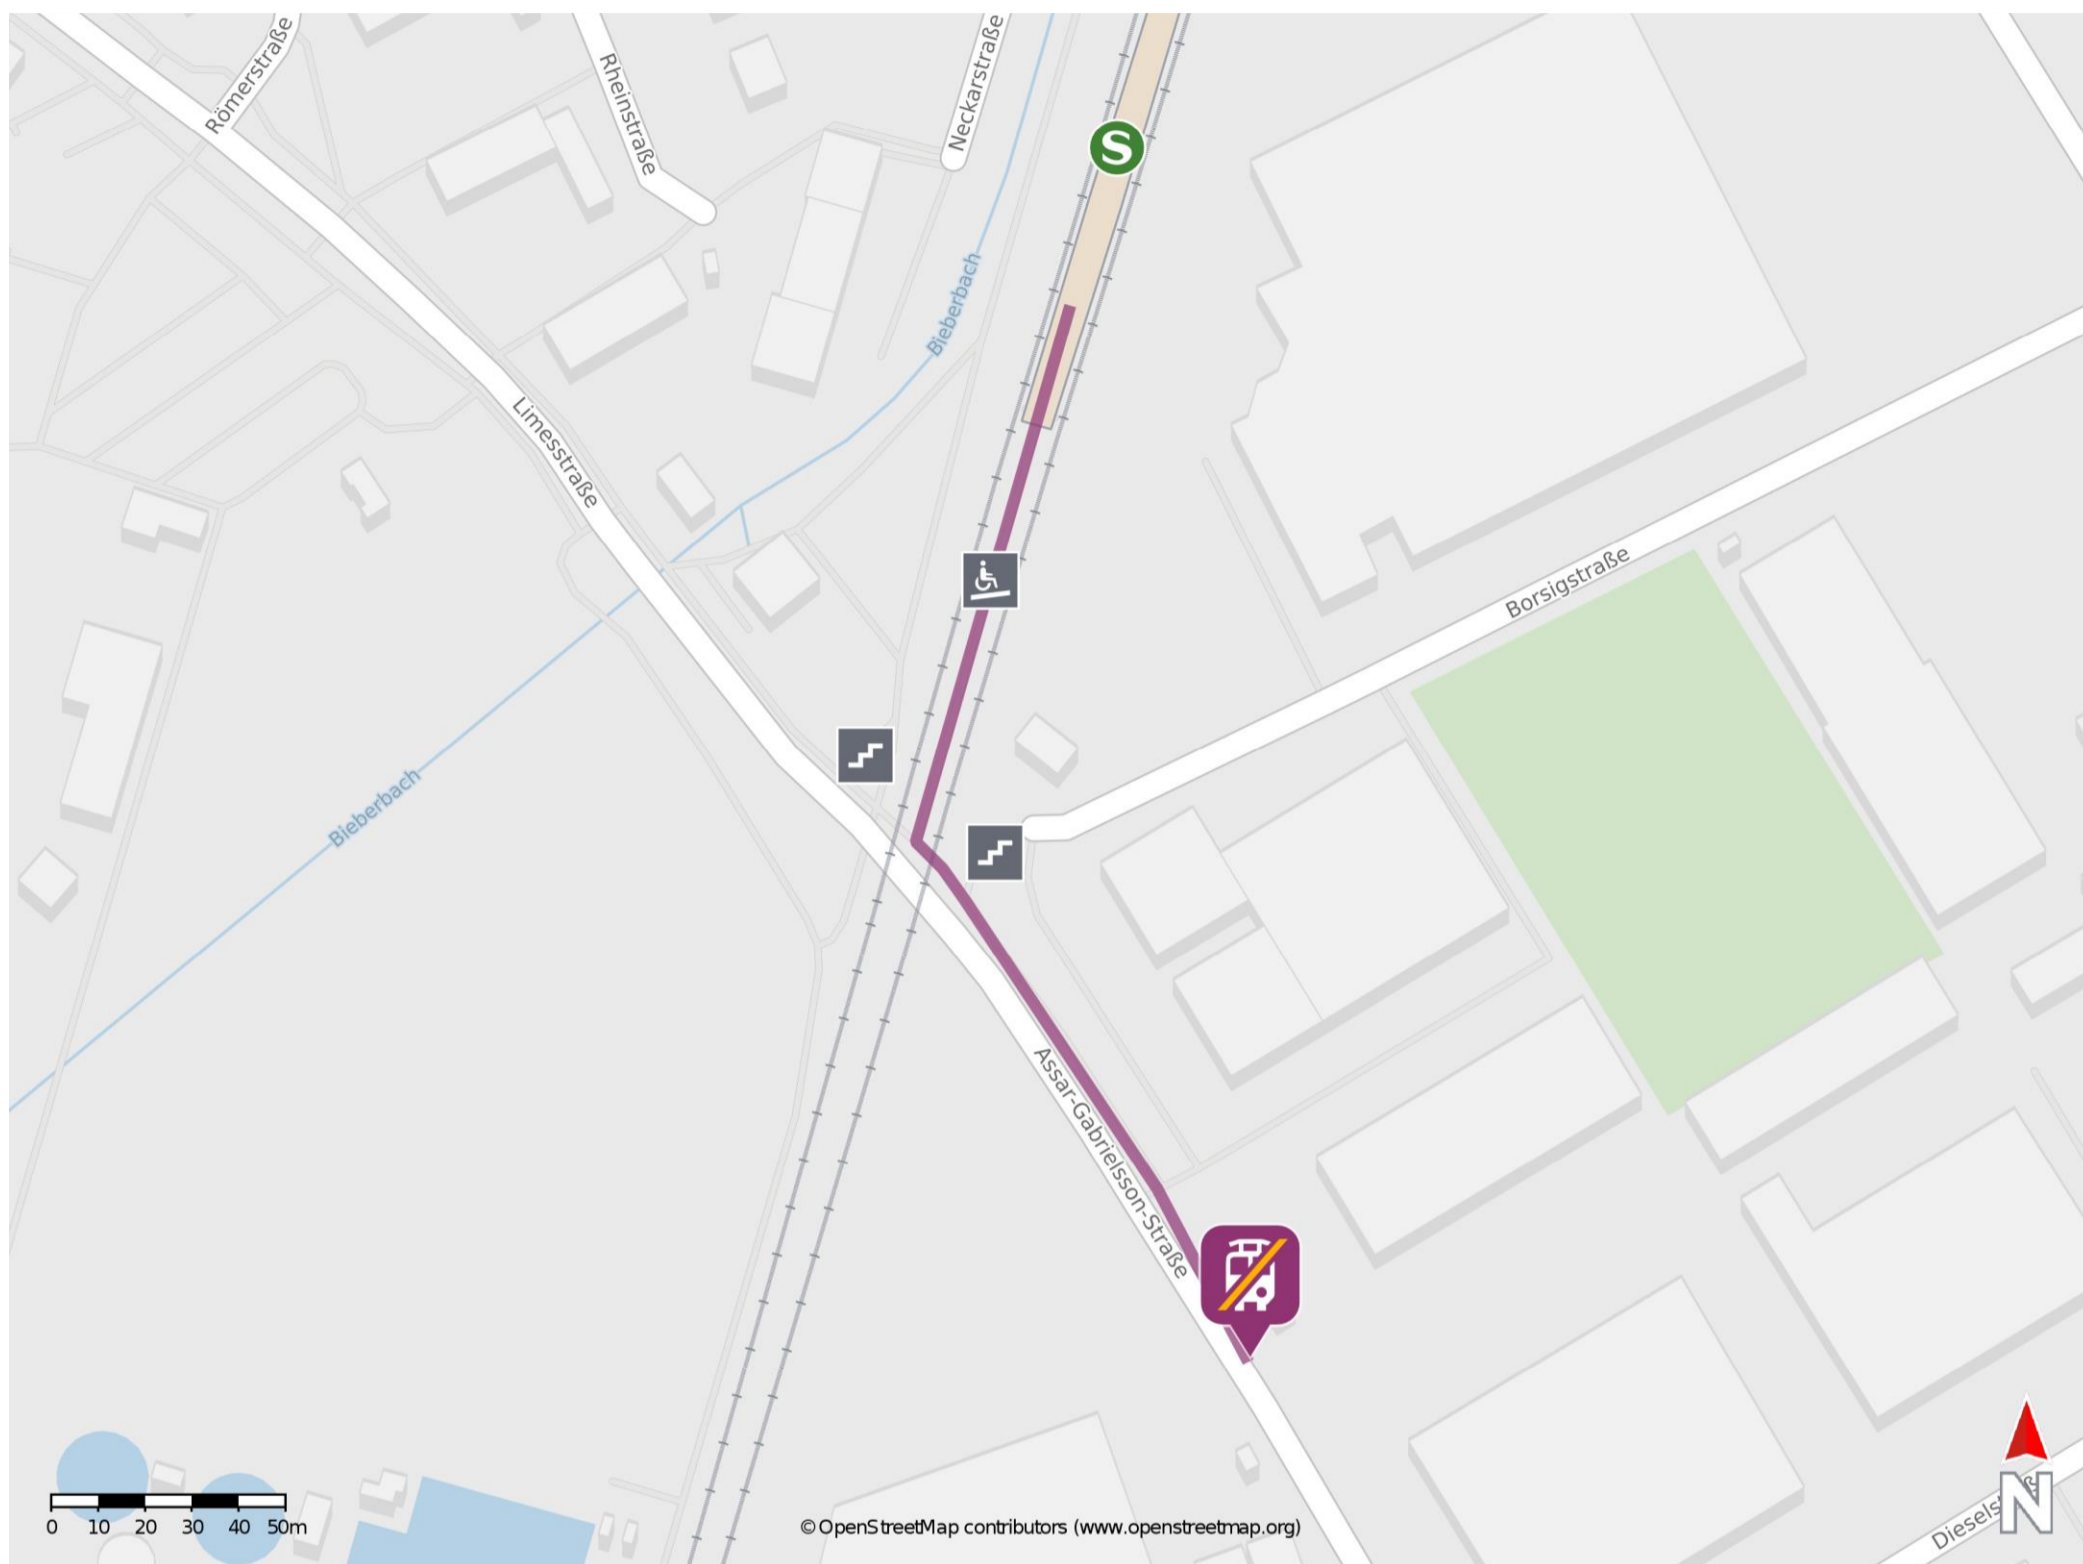 Römerstraße
Rheinstraße
Neckarstraße
S
Bieberbach
Limesstraße
Borsigstraße
Bieberbach
Assar-Gabrielsson-Straße
N
0 10 20 30 40 50m
© OpenStreetMap contributors (www.openstreetmap.org)